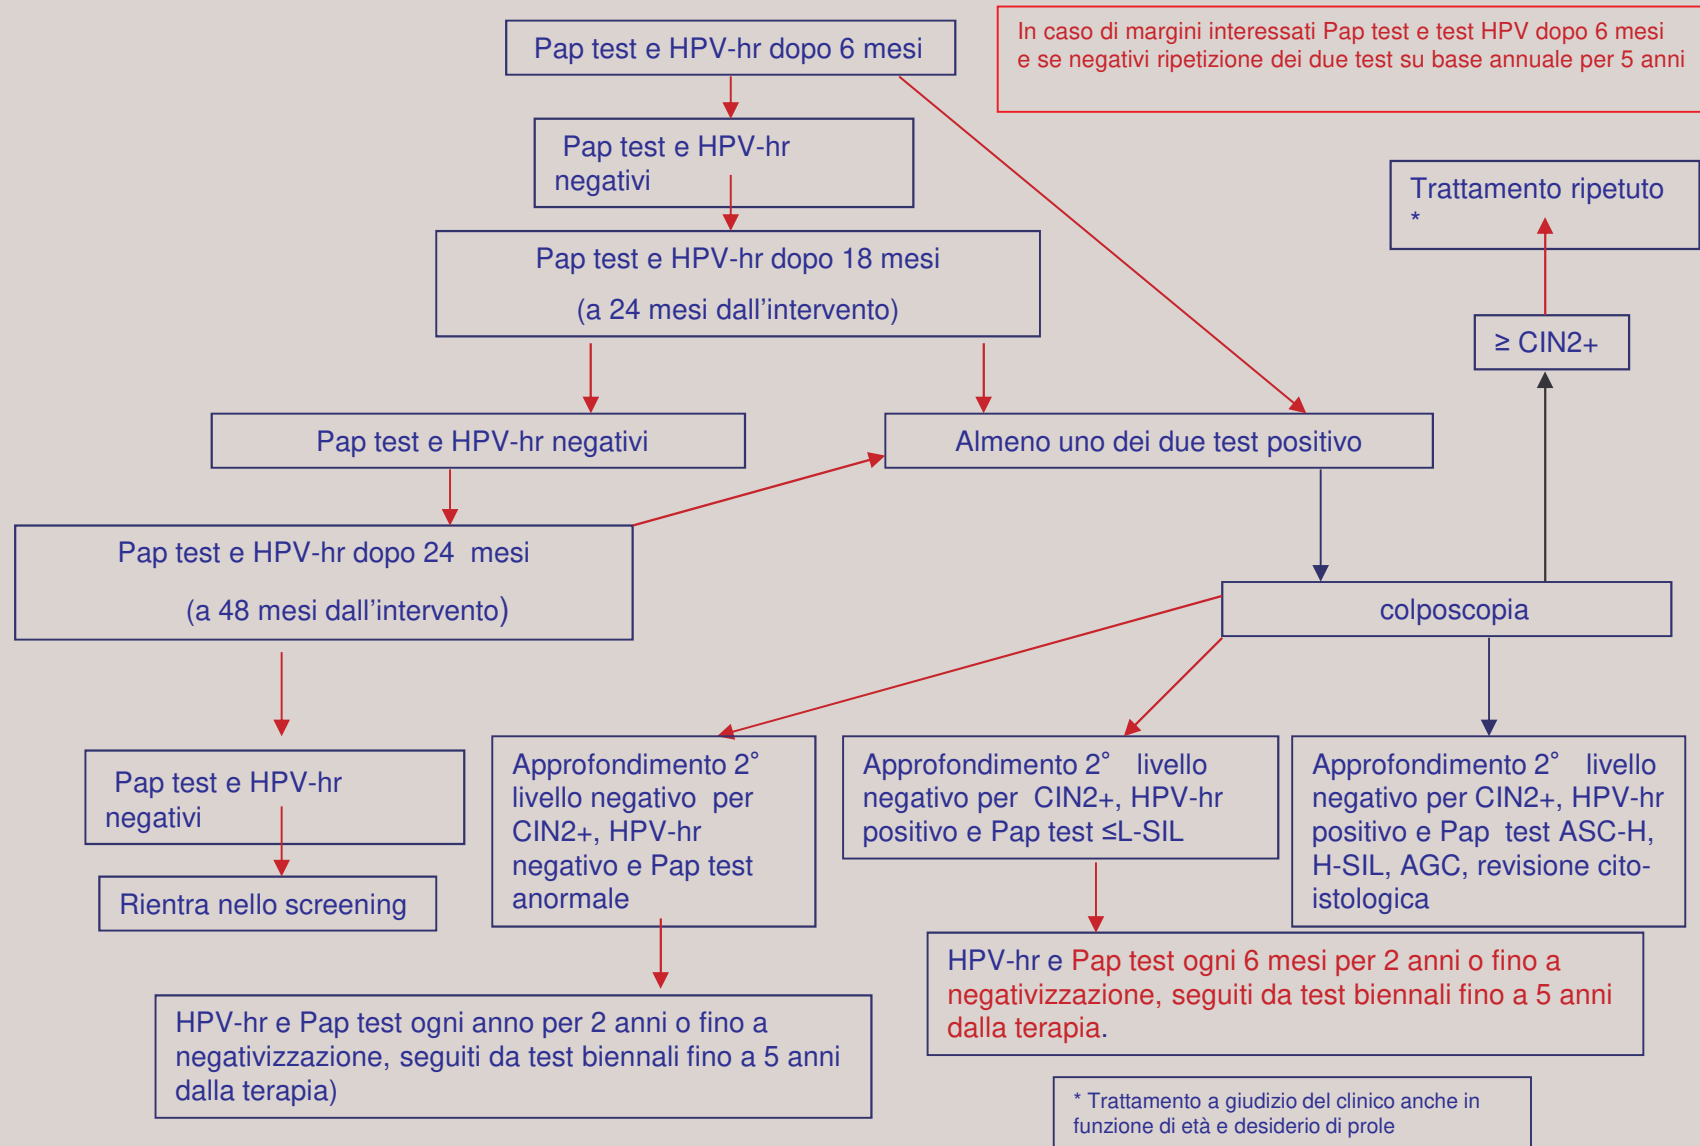 Pap test e HPV-hr dopo 6 mesi
In caso di margini interessati Pap test e test HPV dopo 6 mesi
e se negativi ripetizione dei due test su base annuale per 5 anni
Pap test e HPV-hr
negativi
Trattamento ripetuto
*
Pap test e HPV-hr dopo 18 mesi
(a 24 mesi dall'intervento)
≥ CIN2+
Pap test e HPV-hr negativi
Almeno uno dei due test positivo
Pap test e HPV-hr dopo 24 mesi
(a 48 mesi dall'intervento)
colposcopia
Pap test e HPV-hr
negativi
Rientra nello screening
Approfondimento 2°
livello negativo per
CIN2+, HPV-hr
negativo e Pap test
anormale
Approfondimento 2° livello
negativo per CIN2+, HPV-hr
positivo e Pap test ≤L-SIL
Approfondimento 2° livello
negativo per CIN2+, HPV-hr
positivo e Pap test ASC-H,
H-SIL, AGC, revisione cito-
istologica
HPV-hr e Pap test ogni 6 mesi per 2 anni o fino a
negativizzazione, seguiti da test biennali fino a 5 anni
dalla terapia.
HPV-hr e Pap test ogni anno per 2 anni o fino a
negativizzazione, seguiti da test biennali fino a 5 anni
dalla terapia)
* Trattamento a giudizio del clinico anche in
funzione di età e desiderio di prole